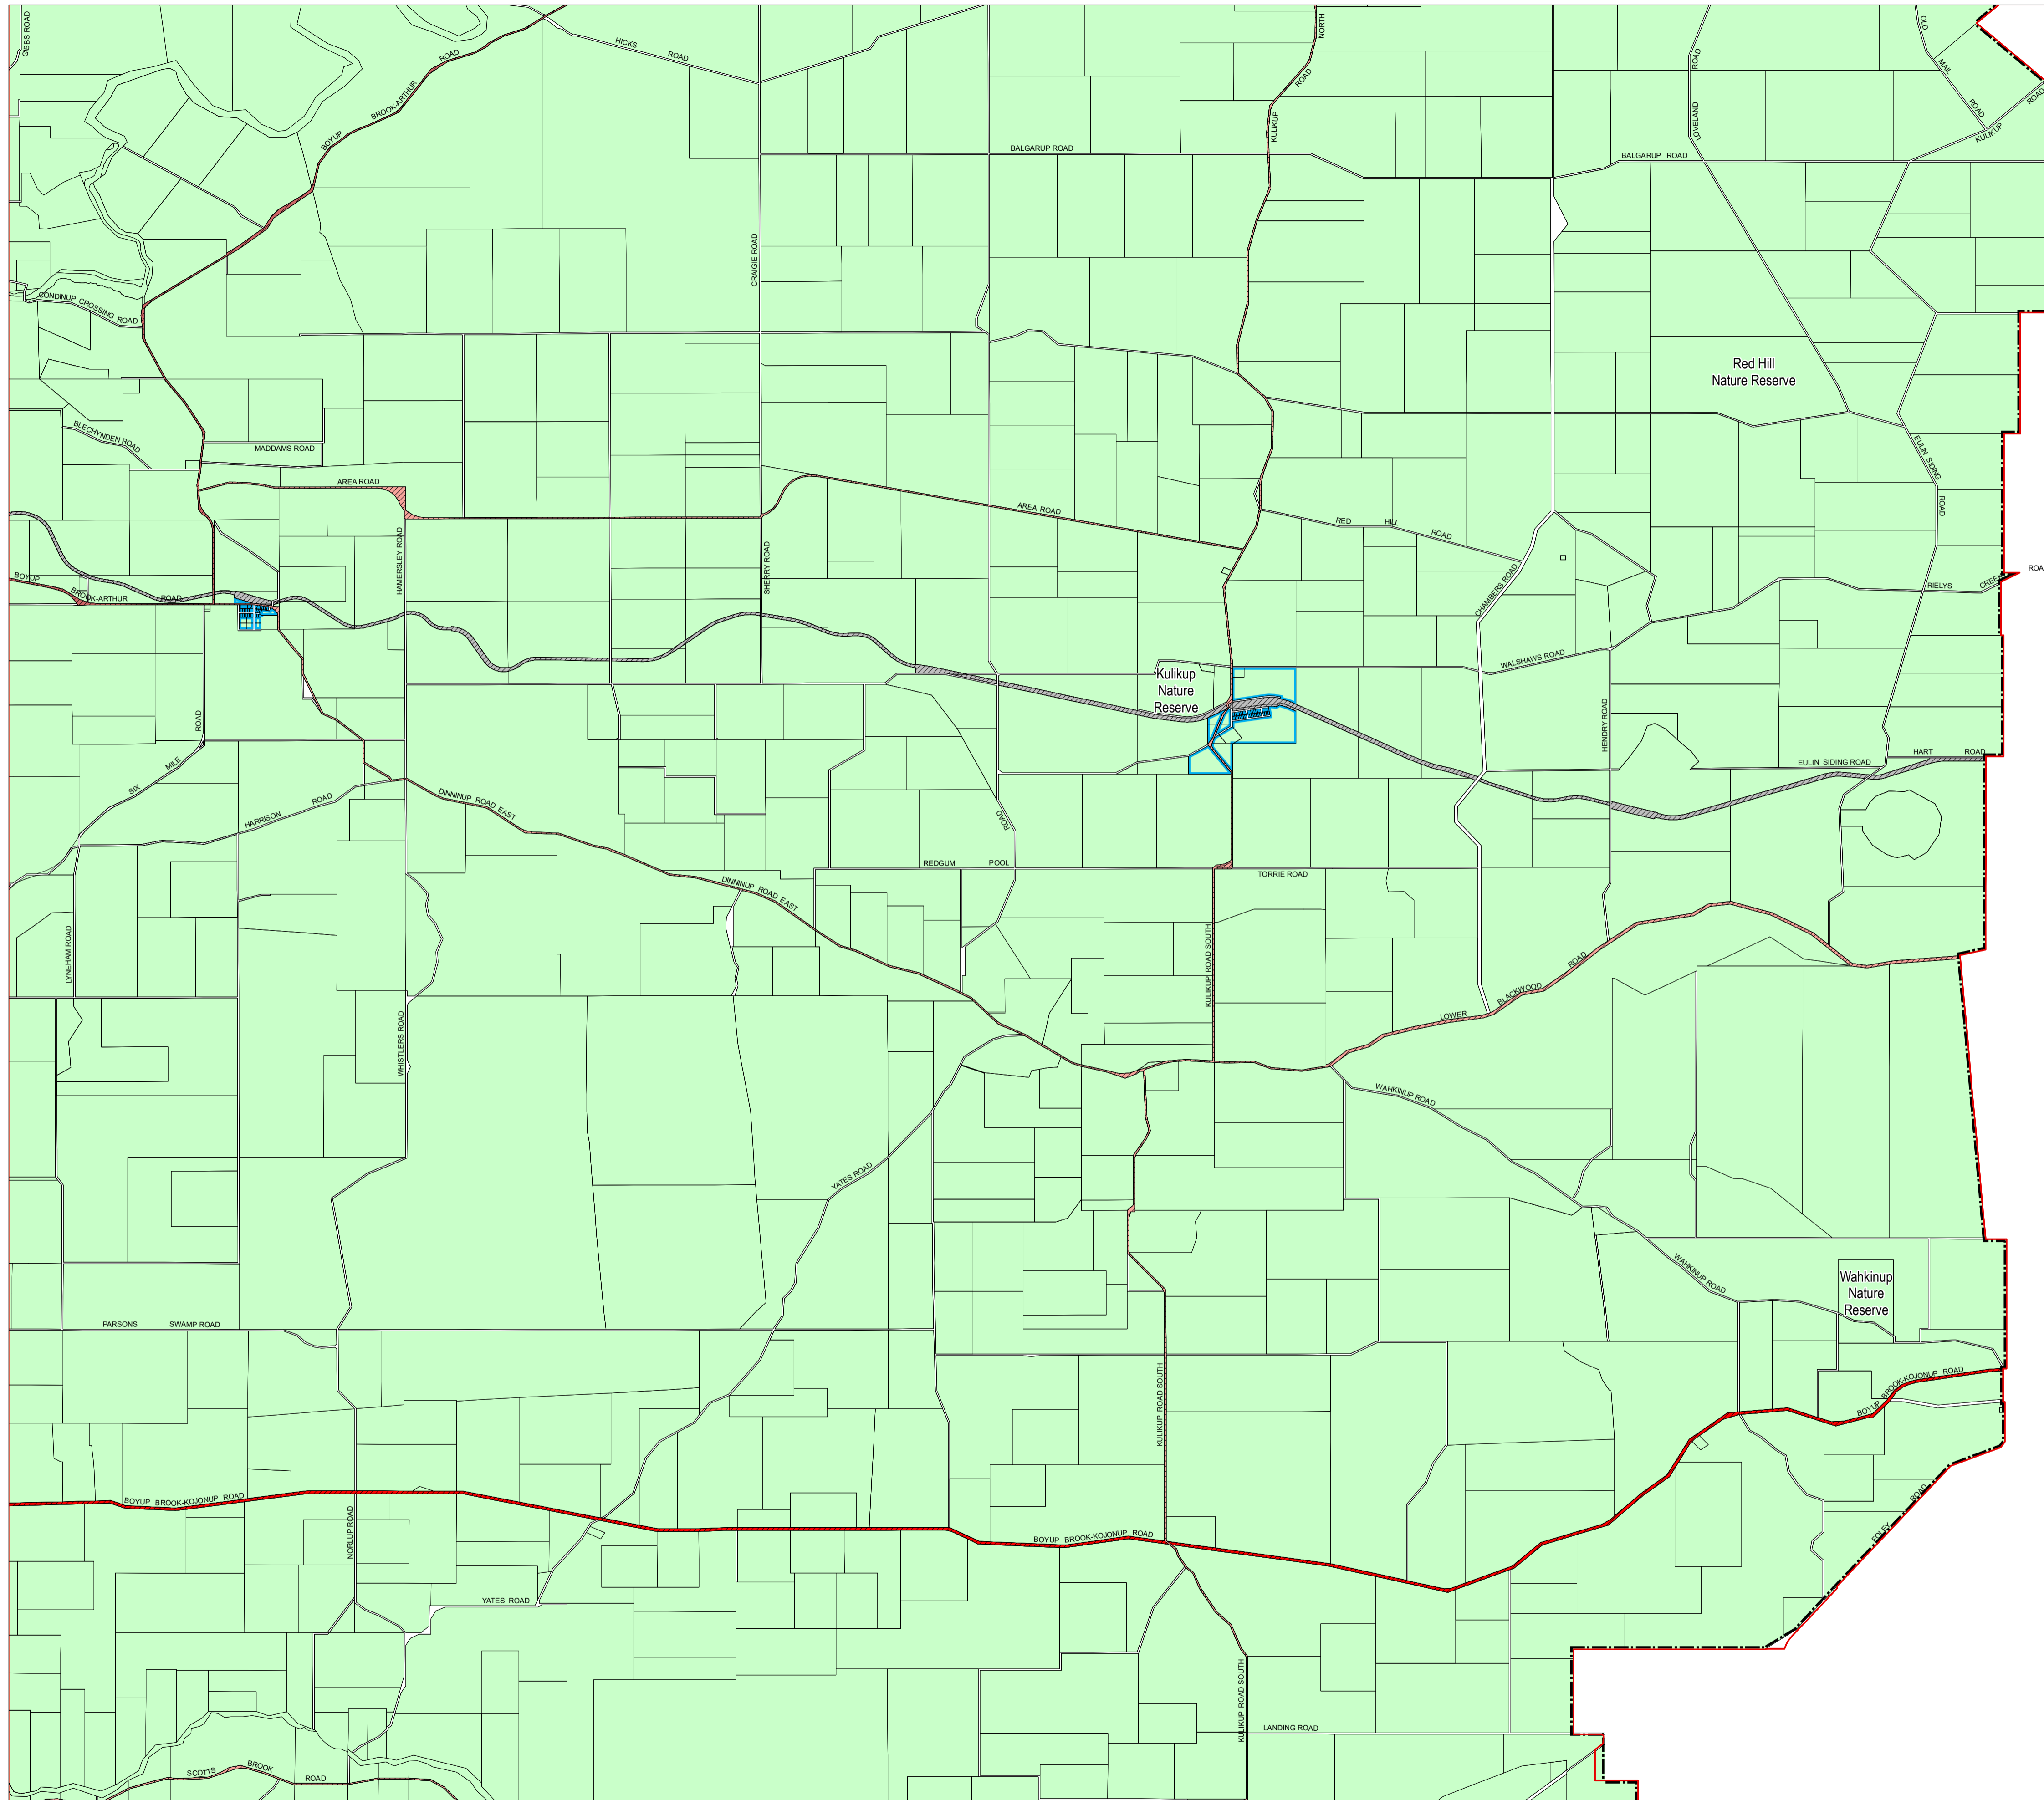 GIBBS ROAD
HICKS ROAD
BOYUP BROOK-ARTHUR ROAD
KULIKUP ROAD NORTH
LOVELAND ROAD
OLD MAIL ROAD
KULIKUP ROAD
BALGARUP ROAD
BALGARUP ROAD
CRAIGIE ROAD
CONDINUP CROSSING ROAD
Red Hill
Nature Reserve
BLECHYNDEN ROAD
MADDAMS ROAD
EULIN SIDING ROAD
AREA ROAD
AREA ROAD
RED HILL ROAD
HAMERSLEY ROAD
SHERRY ROAD
CHAMBERS ROAD
BOYUP BROOK-ARTHUR ROAD
RIELYS CREEK ROA
WALSHAWS ROAD
Kulikup
Nature
Reserve
HENDRY ROAD
SIX MILE ROAD
HART ROAD
EULIN SIDING ROAD
HARRISON ROAD
DINNINUP ROAD EAST
REDGUM POOL ROAD
TORRIE ROAD
DINNINUP ROAD EAST
LYNEHAM ROAD
KULIKUP ROAD SOUTH
LOWER BLACKWOOD ROAD
WHISTLERS ROAD
WAHKINUP ROAD
YATES ROAD
WAHKINUP ROAD
Wahkinup
Nature
Reserve
PARSONS SWAMP ROAD
KULIKUP ROAD SOUTH
BOYUP BROOK-KOJONUP ROAD
BOYUP BROOK-KOJONUP ROAD
NORLUP ROAD
BOYUP BROOK-KOJONUP ROAD
FOLEY ROAD
YATES ROAD
KULIKUP ROAD SOUTH
LANDING ROAD
SCOTTS BROOK ROAD